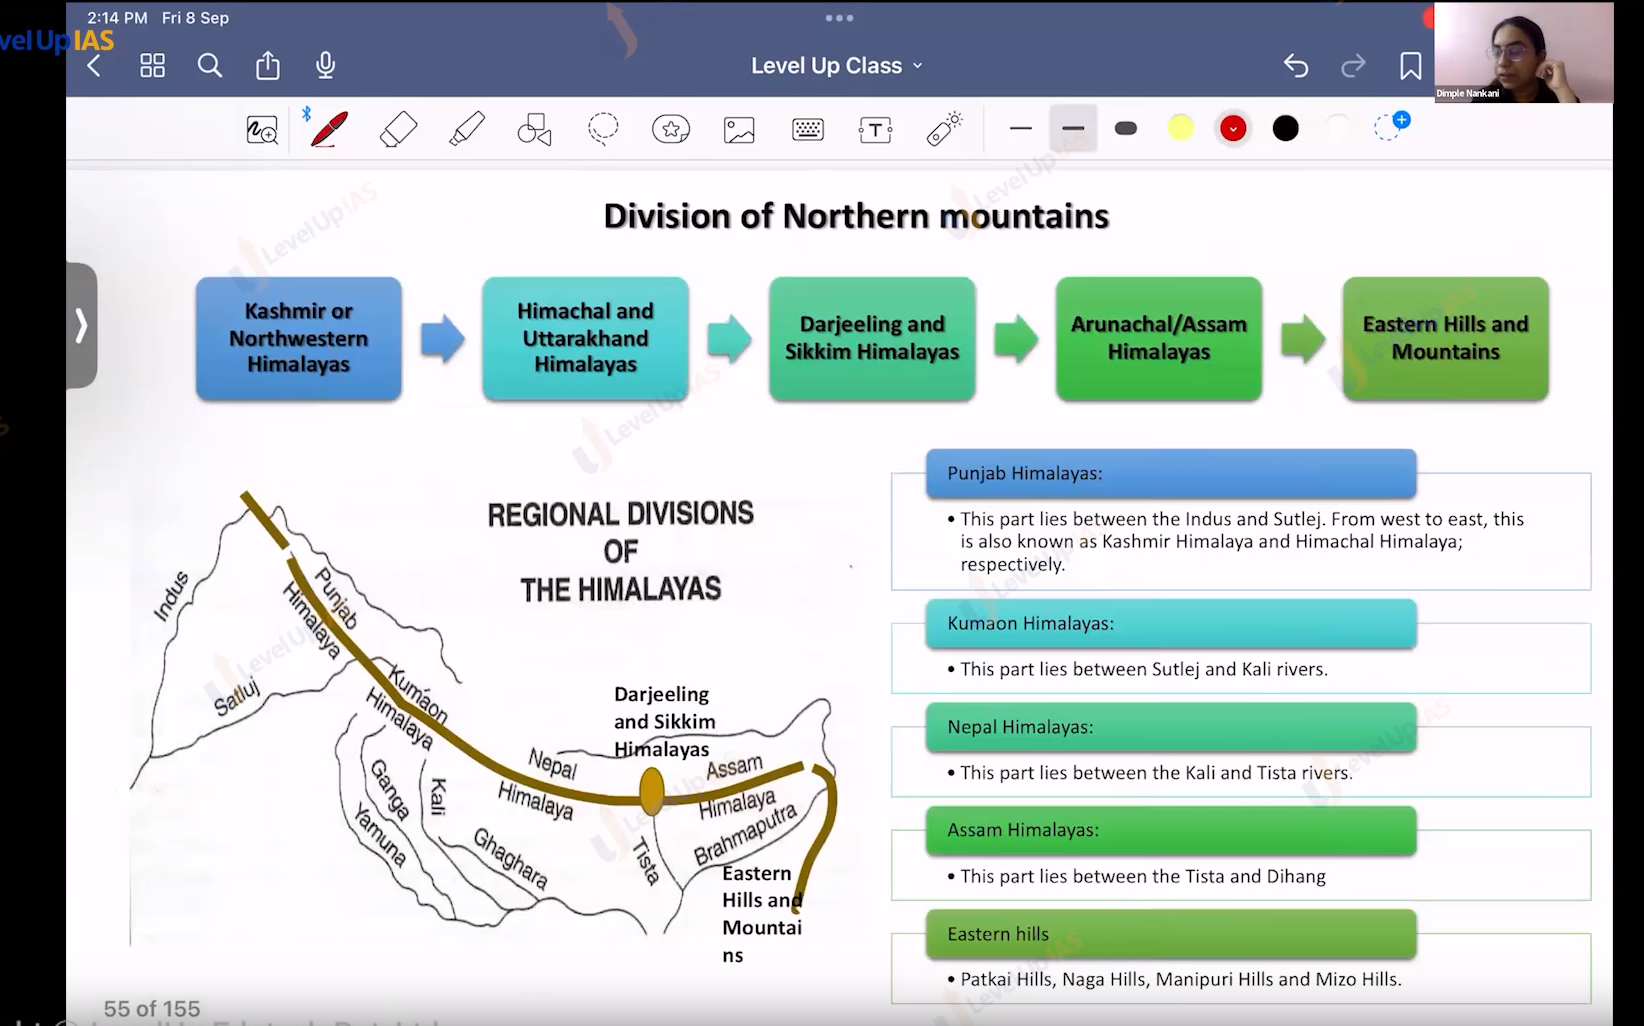 2:14 PM Fri 8 Sep
velUpIAS
Level Up Class
Dimple Nankani
Division of Northern mountains
Kashmir or
Northwestern
Himalayas
Himachal and
Uttarakhand
Himalayas
Darjeeling and
Sikkim Himalayas
Arunachal/Assam
Himalayas
Eastern Hills and
Mountains
REGIONAL DIVISIONS
OF
THE HIMALAYAS
Indus
Satluj
Punjab
Himalaya
Kumaon
Himalaya
Ganga
Yamuna
Kali
Ghaghara
Nepal
Himalaya
Darjeeling
and Sikkim
Himalayas
Assam
Himalaya
Brahmaputra
Tista
Eastern
Hills and
Mountai
ns
Punjab Himalayas:
• This part lies between the Indus and Sutlej. From west to east, this
is also known as Kashmir Himalaya and Himachal Himalaya;
respectively.
Kumaon Himalayas:
• This part lies between Sutlej and Kali rivers.
Nepal Himalayas:
• This part lies between the Kali and Tista rivers.
Assam Himalayas:
• This part lies between the Tista and Dihang
Eastern hills
• Patkai Hills, Naga Hills, Manipuri Hills and Mizo Hills.
55 of 155
LevelUpIAS
LevelUpIAS
LevelUpIAS
LevelUpIAS